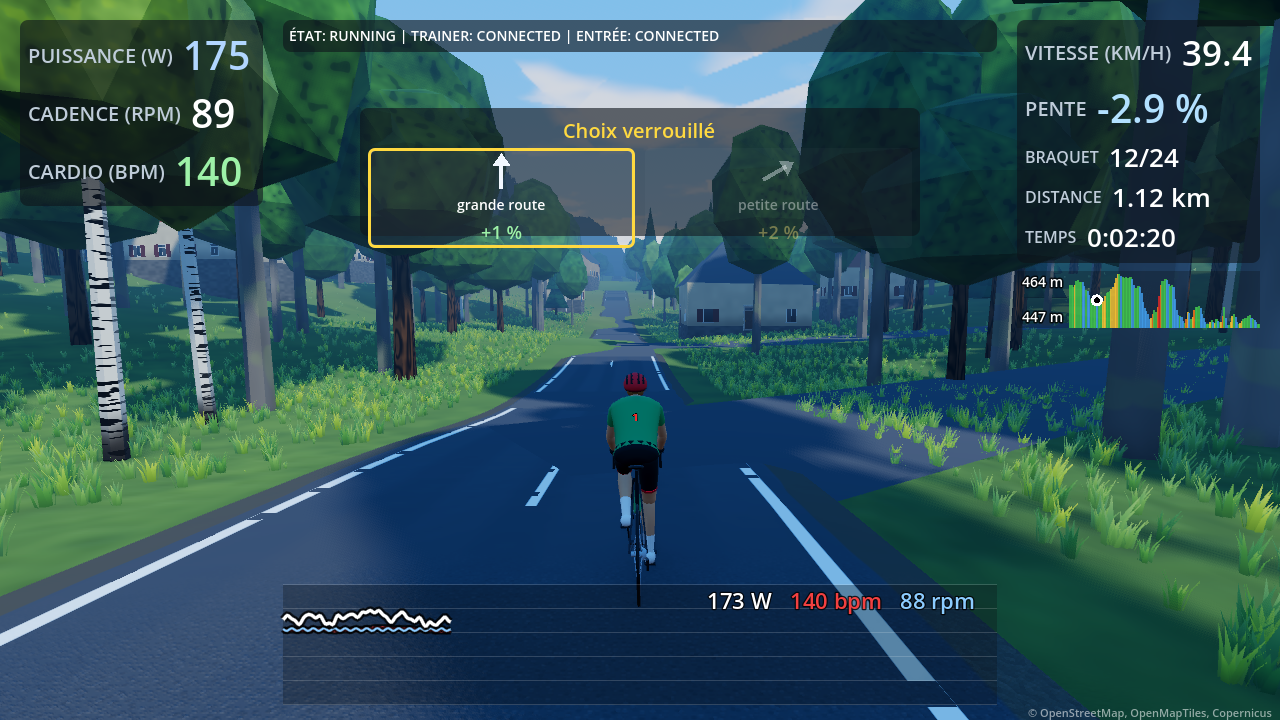 ÉTAT: RUNNING | TRAINER: CONNECTED | ENTRÉE: CONNECTED
PUISSANCE (W) 175
CADENCE (RPM) 89
CARDIO (BPM) 140
VITESSE (KM/H) 39.4
PENTE -2.9 %
BRAQUET 12/24
DISTANCE 1.12 km
TEMPS 0:02:20
464 m
447 m
Choix verrouillé
grande route
+1 %
petite route
+2 %
1
173 W 140 bpm 88 rpm
© OpenStreetMap, OpenMapTiles, Copernicus